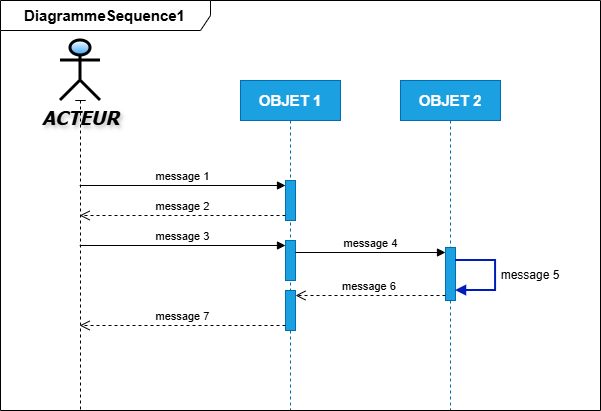 DiagrammeSequence1
ACTEUR
OBJET 1
OBJET 2
message 1
message 2
message 3
message 4
message 5
message 6
message 7